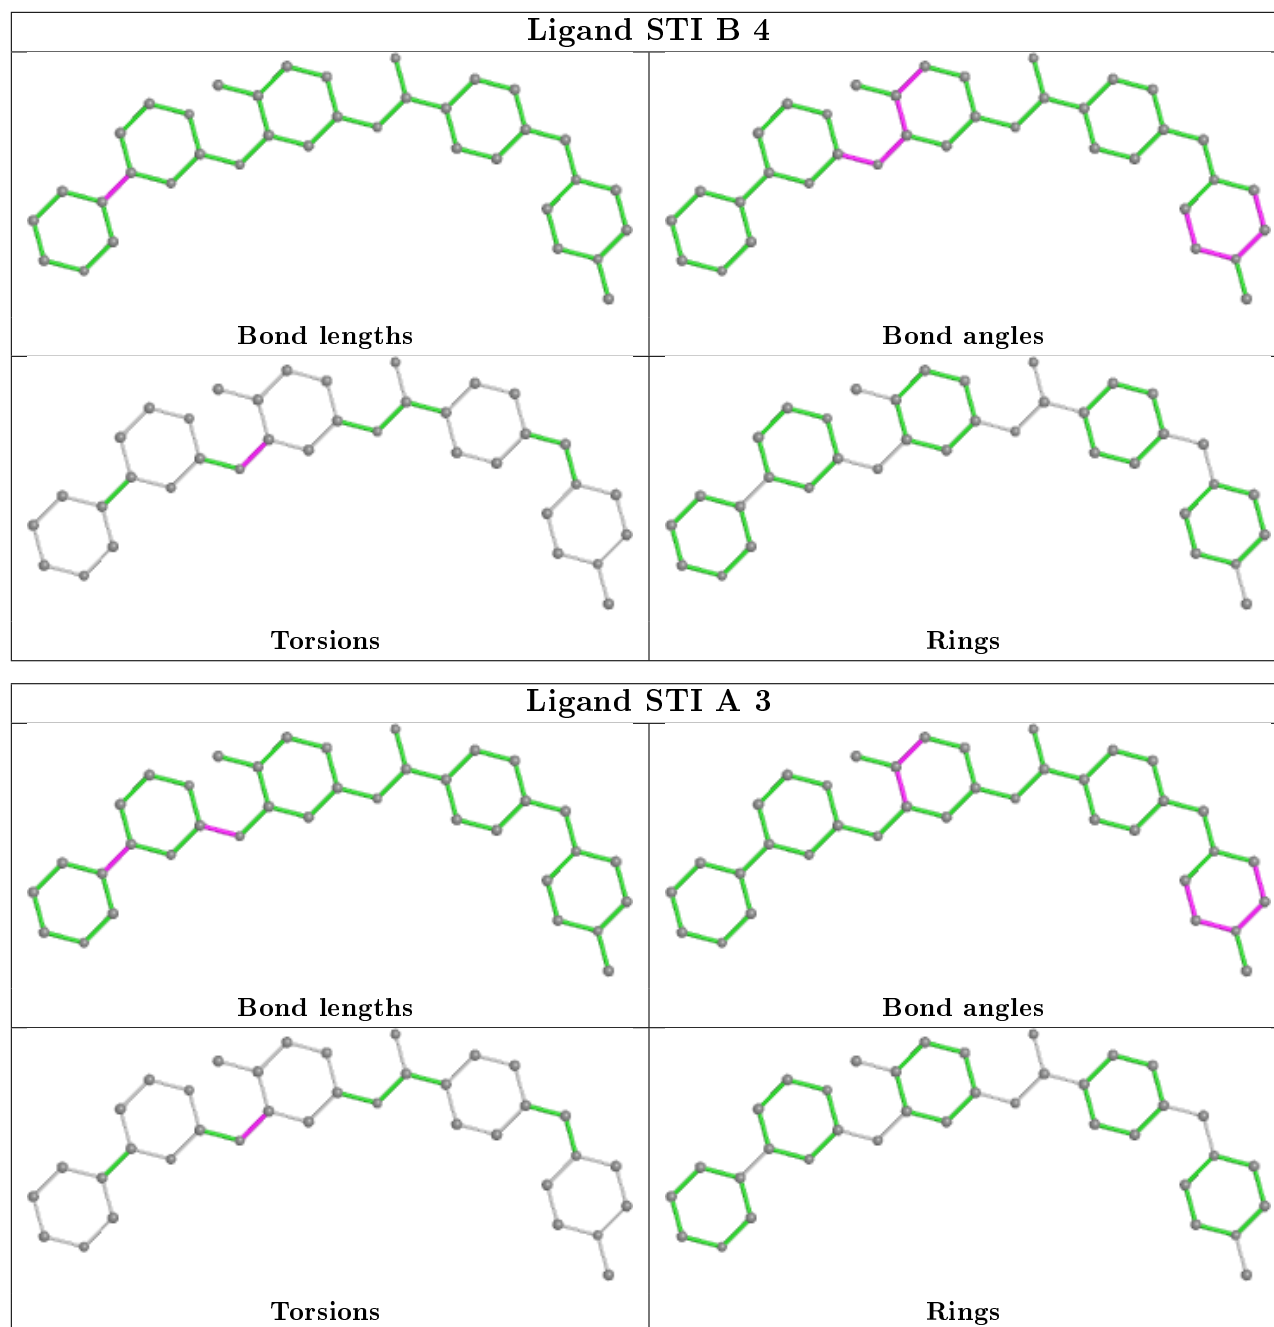 Ligand STI B 4
Bond lengths
Bond angles
Torsions
Rings
Ligand STI A 3
Bond lengths
Bond angles
Torsions
Rings